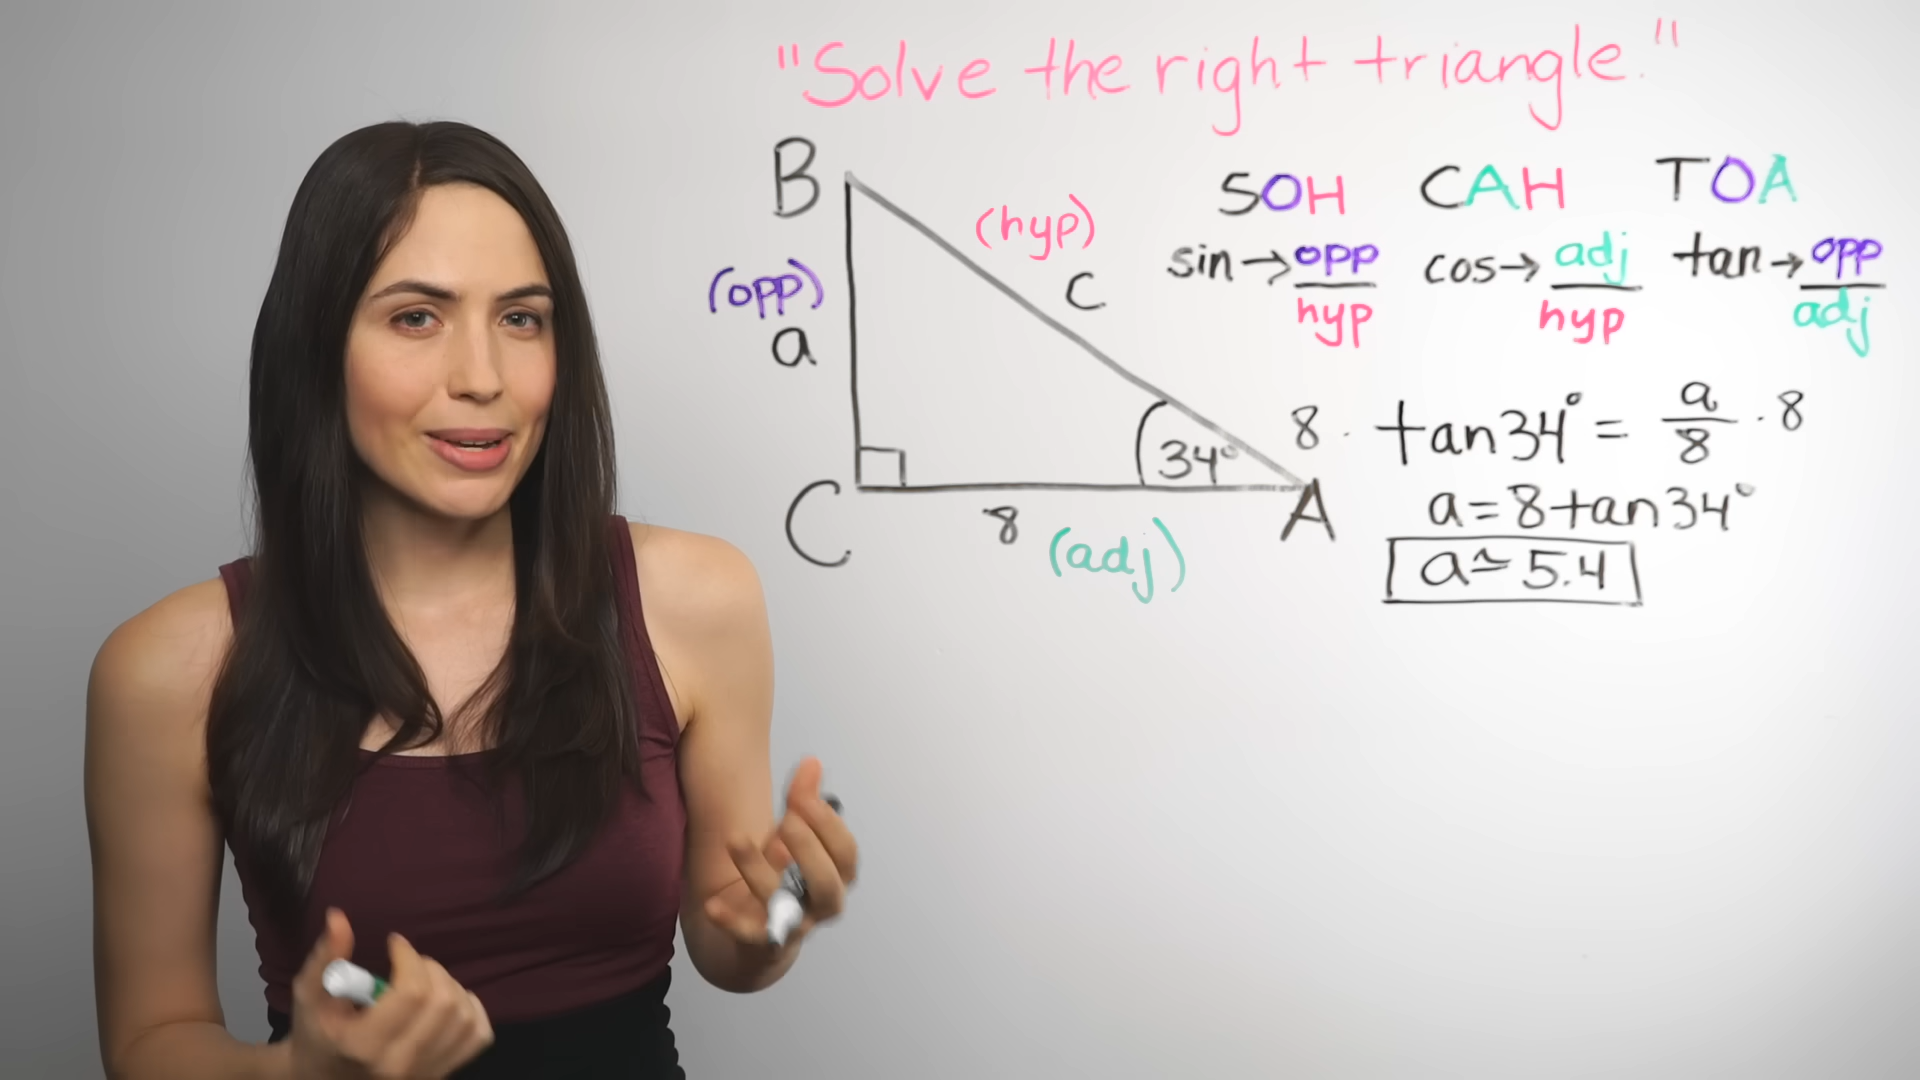 "Solve the right triangle."
B
(hyp)
c
(opp)
a
34°
C
8
(adj)
A
SOH CAH TOA
sin→opp/hyp cos→adj/hyp tan→opp/adj
8 · tan34° = a/8 · 8
a=8tan34°
a≃5.4